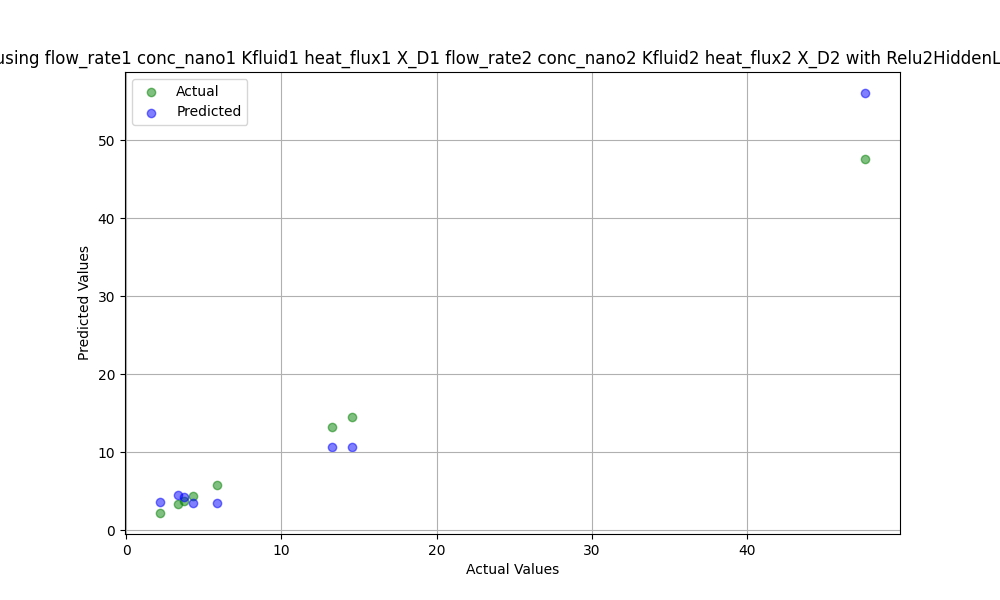 using flow_rate1 conc_nano1 Kfluid1 heat_flux1 X_D1 flow_rate2 conc_nano2 Kfluid2 heat_flux2 X_D2 with Relu2HiddenL
Actual
Predicted
50
40
30
20
10
0
Predicted Values
0 10 20 30 40
Actual Values